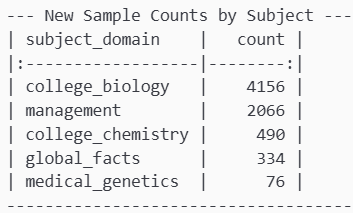 --- New Sample Counts by Subject ---
| subject_domain    |   count |
|:------------------|--------:|
| college_biology   |    4156 |
| management        |    2066 |
| college_chemistry |     490 |
| global_facts      |     334 |
| medical_genetics  |      76 |
------------------------------------